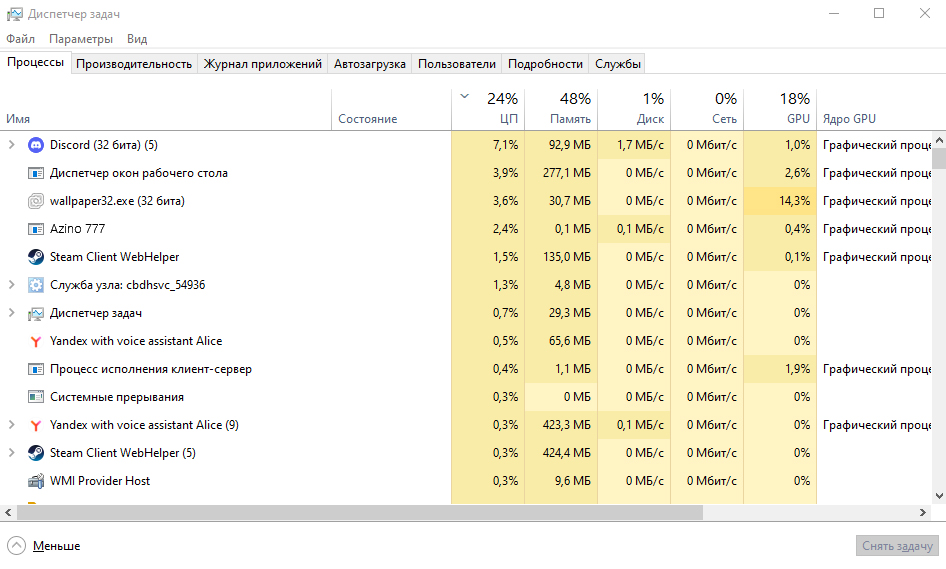 Диспетчер задач
Файл Параметры Вид
Процессы Производительность Журнал приложений Автозагрузка Пользователи Подробности Службы
24% 48% 1% 0% 18%
Имя Состояние ЦП Память Диск Сеть GPU Ядро GPU
Discord (32 бита) (5) 7,1% 92,9 МБ 1,7 МБ/с 0 Мбит/с 1,0% Графический проце
Диспетчер окон рабочего стола 3,9% 277,1 МБ 0 МБ/с 0 Мбит/с 2,6% Графический проце
wallpaper32.exe (32 бита) 3,6% 30,7 МБ 0 МБ/с 0 Мбит/с 14,3% Графический проце
Azino 777 2,4% 0,1 МБ 0,1 МБ/с 0 Мбит/с 0,4% Графический проце
Steam Client WebHelper 1,5% 135,0 МБ 0 МБ/с 0 Мбит/с 0,1% Графический проце
Служба узла: cbdhsvc_54936 1,3% 4,8 МБ 0 МБ/с 0 Мбит/с 0%
Диспетчер задач 0,7% 29,3 МБ 0 МБ/с 0 Мбит/с 0%
Yandex with voice assistant Alice 0,5% 65,6 МБ 0 МБ/с 0 Мбит/с 0%
Процесс исполнения клиент-сервер 0,4% 1,1 МБ 0 МБ/с 0 Мбит/с 1,9% Графический проце
Системные прерывания 0,3% 0 МБ 0 МБ/с 0 Мбит/с 0%
Yandex with voice assistant Alice (9) 0,3% 423,3 МБ 0,1 МБ/с 0 Мбит/с 0% Графический проце
Steam Client WebHelper (5) 0,3% 424,4 МБ 0 МБ/с 0 Мбит/с 0%
WMI Provider Host 0,3% 9,6 МБ 0 МБ/с 0 Мбит/с 0%
Меньше Снять задачу